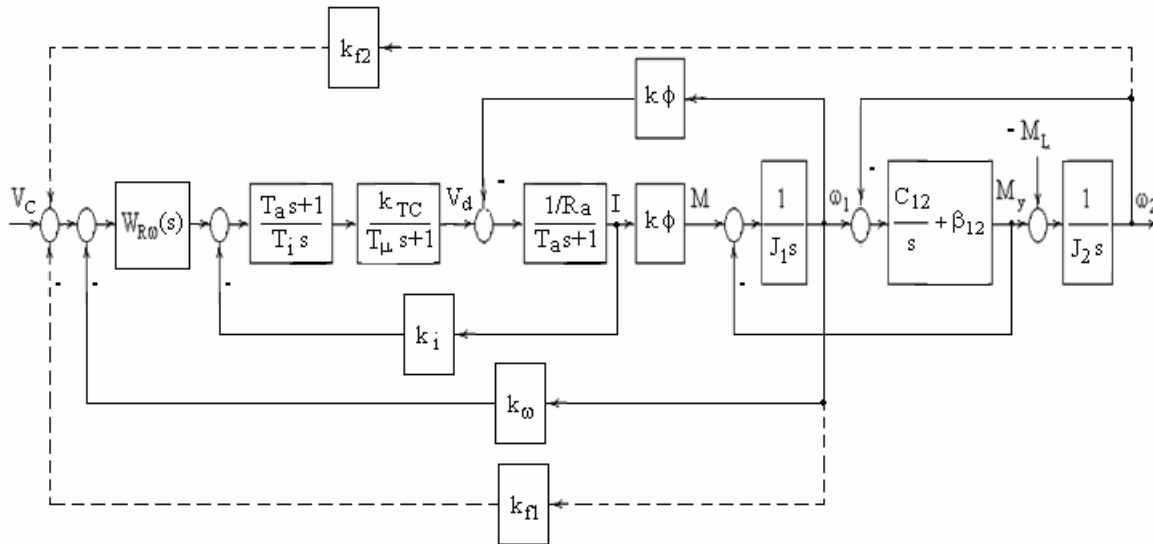 k_f2
k ϕ
- M_L
V_C
W_Rω(s)
T_a s+1
T_i s
k_TC
T_μ s+1
V_d
-
1/R_a
T_a s+1
I
k ϕ
M
1
J_1 s
ω_1
-
C_12
s
+ β_12
M_y
1
J_2 s
ω_2
-
-
-
-
k_i
k_ω
k_f1